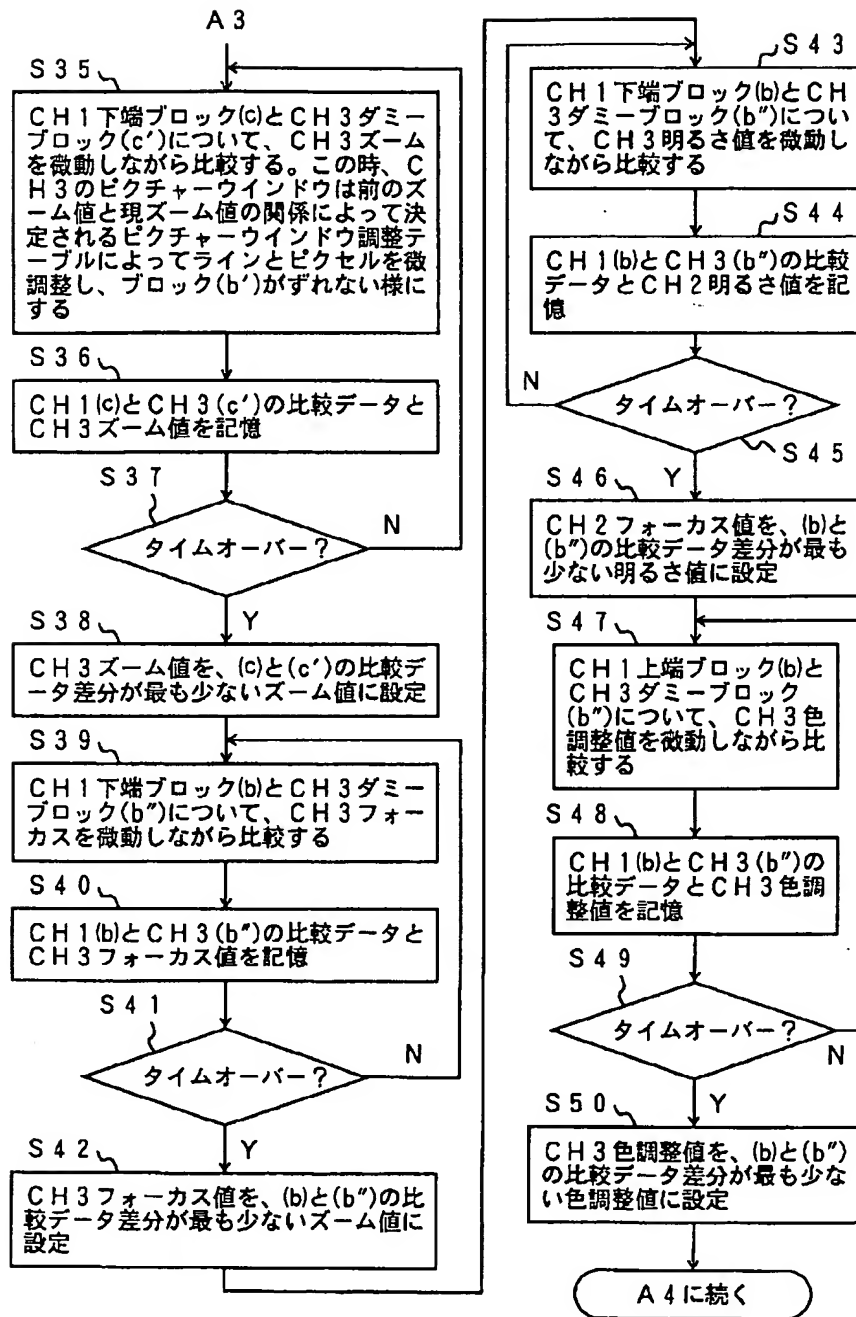 A3
S35
CH1下端ブロック(c)とCH3ダミー
ブロック(c')について、CH3ズーム
を微動しながら比較する。この時、C
H3のピクチャーウインドウは前のズ
ーム値と現ズーム値の関係によって決
定されるピクチャーウインドウ調整テ
ーブルによってラインとピクセルを微
調整し、ブロック(b')がずれない様に
する
S36
CH1(c)とCH3(c')の比較データと
CH3ズーム値を記憶
S37
タイムオーバー?
N
Y
S38
CH3ズーム値を、(c)と(c')の比較デ
ータ差分が最も少ないズーム値に設定
S39
CH1下端ブロック(b)とCH3ダミー
ブロック(b")について、CH3フォー
カスを微動しながら比較する
S40
CH1(b)とCH3(b")の比較データと
CH3フォーカス値を記憶
S41
タイムオーバー?
N
Y
S42
CH3フォーカス値を、(b)と(b")の比
較データ差分が最も少ないズーム値に
設定
S43
CH1下端ブロック(b)とCH
3ダミーブロック(b")につい
て、CH3明るさ値を微動し
ながら比較する
S44
CH1(b)とCH3(b")の比較
データとCH2明るさ値を記
憶
N
タイムオーバー?
S45
Y
S46
CH2フォーカス値を、(b)と
(b")の比較データ差分が最も
少ない明るさ値に設定
S47
CH1上端ブロック(b)と
CH3ダミーブロック
(b")について、CH3色
調整値を微動しながら比
較する
S48
CH1(b)とCH3(b")の
比較データとCH3色調
整値を記憶
S49
タイムオーバー?
N
Y
S50
CH3色調整値を、(b)と(b")
の比較データ差分が最も少な
い色調整値に設定
A4に続く